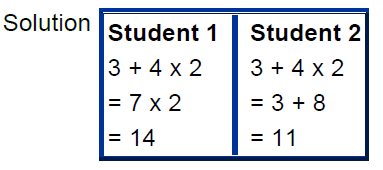 Solution
Student 1
3 + 4 x 2
= 7 x 2
= 14
Student 2
3 + 4 x 2
= 3 + 8
= 11